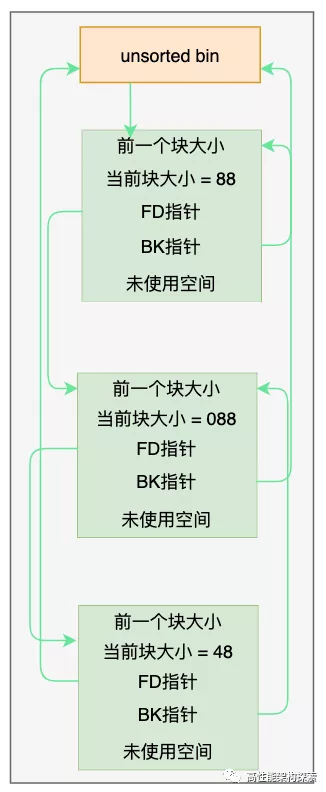 unsorted bin
前一个块大小
当前块大小 = 88
FD指针
BK指针
未使用空间
前一个块大小
当前块大小 = 088
FD指针
BK指针
未使用空间
前一个块大小
当前块大小 = 48
FD指针
BK指针
未使用空间
高性能架构探索